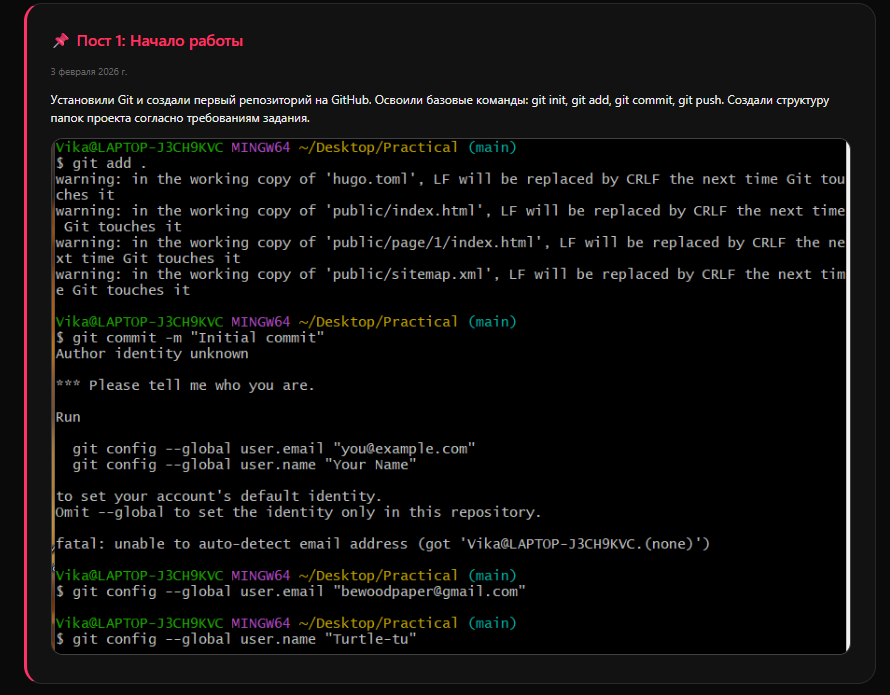 📌 Пост 1: Начало работы
3 февраля 2026 г.
Установили Git и создали первый репозиторий на GitHub. Освоили базовые команды: git init, git add, git commit, git push. Создали структуру
папок проекта согласно требованиям задания.
Vika@LAPTOP-J3CH9KVC MINGW64 ~/Desktop/Practical (main)
$ git add .
warning: in the working copy of 'hugo.toml', LF will be replaced by CRLF the next time Git tou
ches it
warning: in the working copy of 'public/index.html', LF will be replaced by CRLF the next time
 Git touches it
warning: in the working copy of 'public/page/1/index.html', LF will be replaced by CRLF the ne
xt time Git touches it
warning: in the working copy of 'public/sitemap.xml', LF will be replaced by CRLF the next tim
e Git touches it
Vika@LAPTOP-J3CH9KVC MINGW64 ~/Desktop/Practical (main)
$ git commit -m "Initial commit"
Author identity unknown
*** Please tell me who you are.
Run
  git config --global user.email "you@example.com"
  git config --global user.name "Your Name"
to set your account's default identity.
Omit --global to set the identity only in this repository.
fatal: unable to auto-detect email address (got 'Vika@LAPTOP-J3CH9KVC.(none)')
Vika@LAPTOP-J3CH9KVC MINGW64 ~/Desktop/Practical (main)
$ git config --global user.email "bewoodpaper@gmail.com"
Vika@LAPTOP-J3CH9KVC MINGW64 ~/Desktop/Practical (main)
$ git config --global user.name "Turtle-tu"